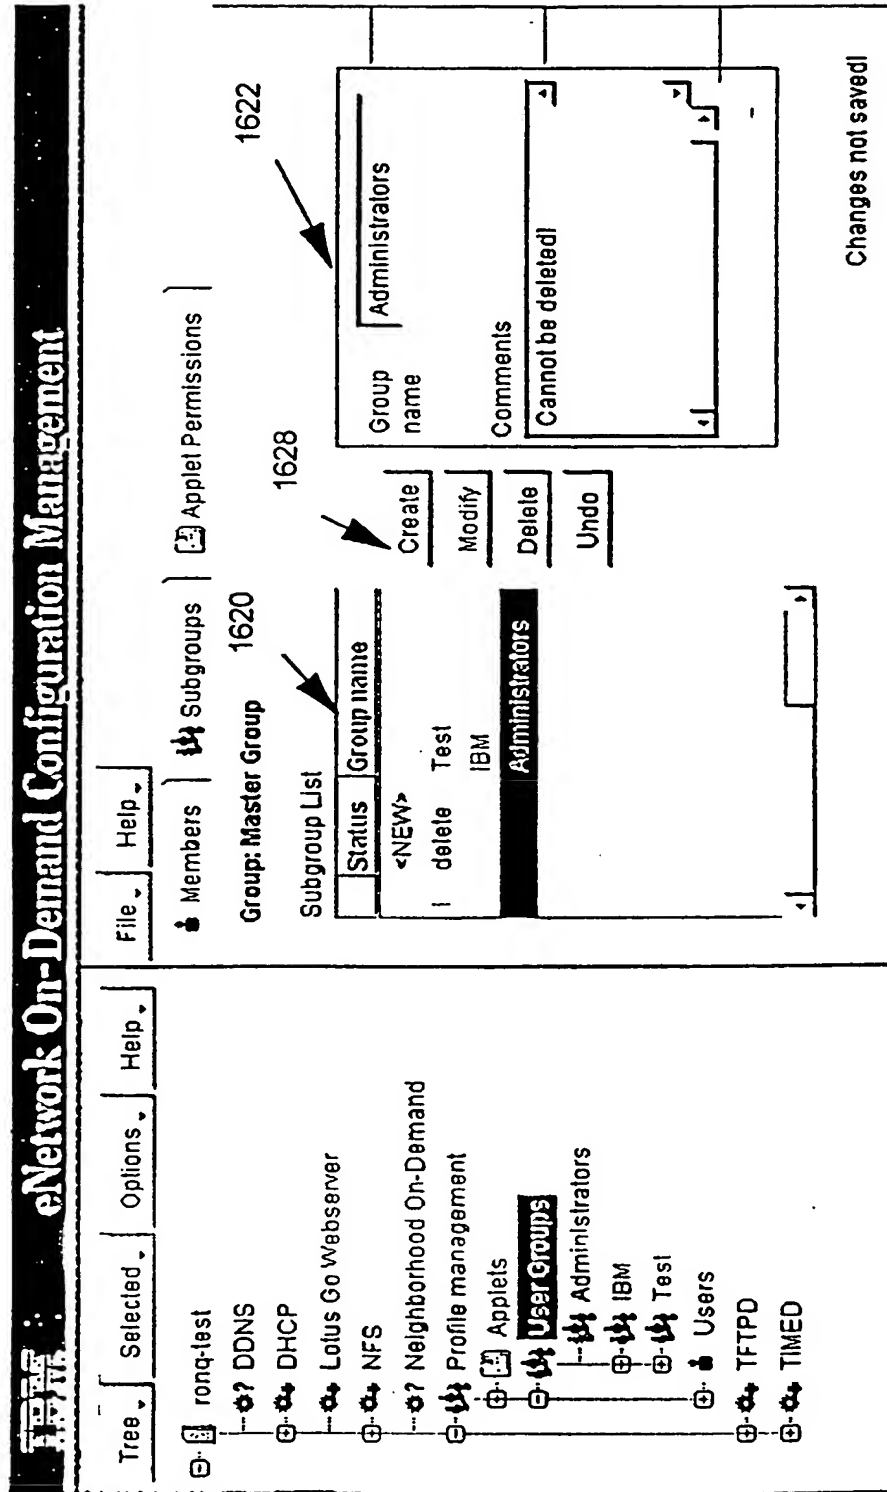 IBM eNetwork On-Demand Configuration Management
Tree Selected Options Help
ronq-test
? DDNS
DHCP
Lotus Go Webserver
NFS
? Neighborhood On-Demand
Profile management
Applets
User Groups
Administrators
IBM
Test
Users
TFTPD
TIMED
File Help
Members Subgroups Applet Permissions
Group: Master Group
Subgroup List
Status Group name
<NEW>
! delete Test
IBM
Administrators
Create
Modify
Delete
Undo
Group
name
Administrators
Comments
Cannot be deleted!
Changes not saved!
1620
1628
1622